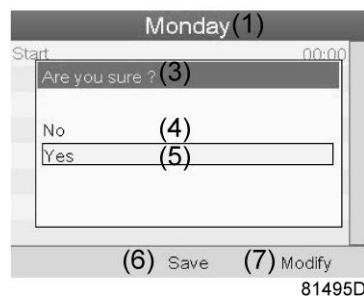 Monday(1)
Start 00:00
Are you sure ?(3)
No (4)
Yes (5)
(6) Save (7) Modify
81495D